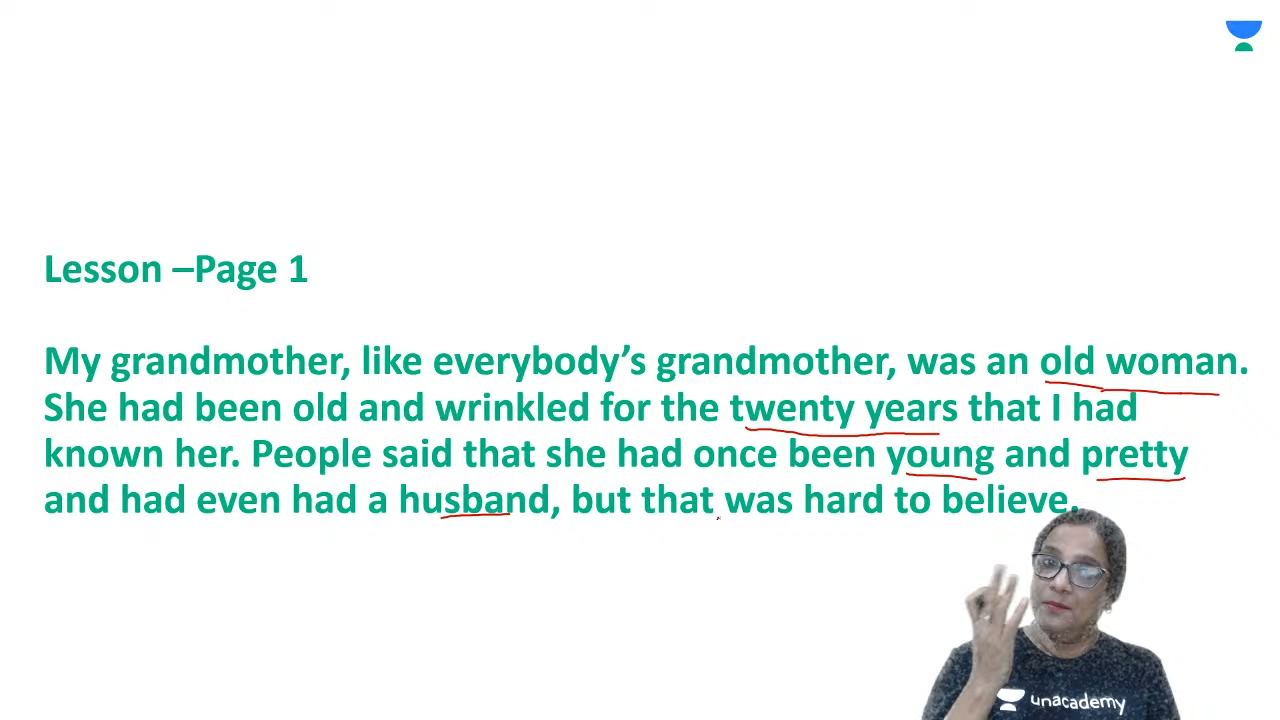 Lesson –Page 1
My grandmother, like everybody’s grandmother, was an old woman.
She had been old and wrinkled for the twenty years that I had
known her. People said that she had once been young and pretty
and had even had a husband, but that was hard to believe.
unacademy